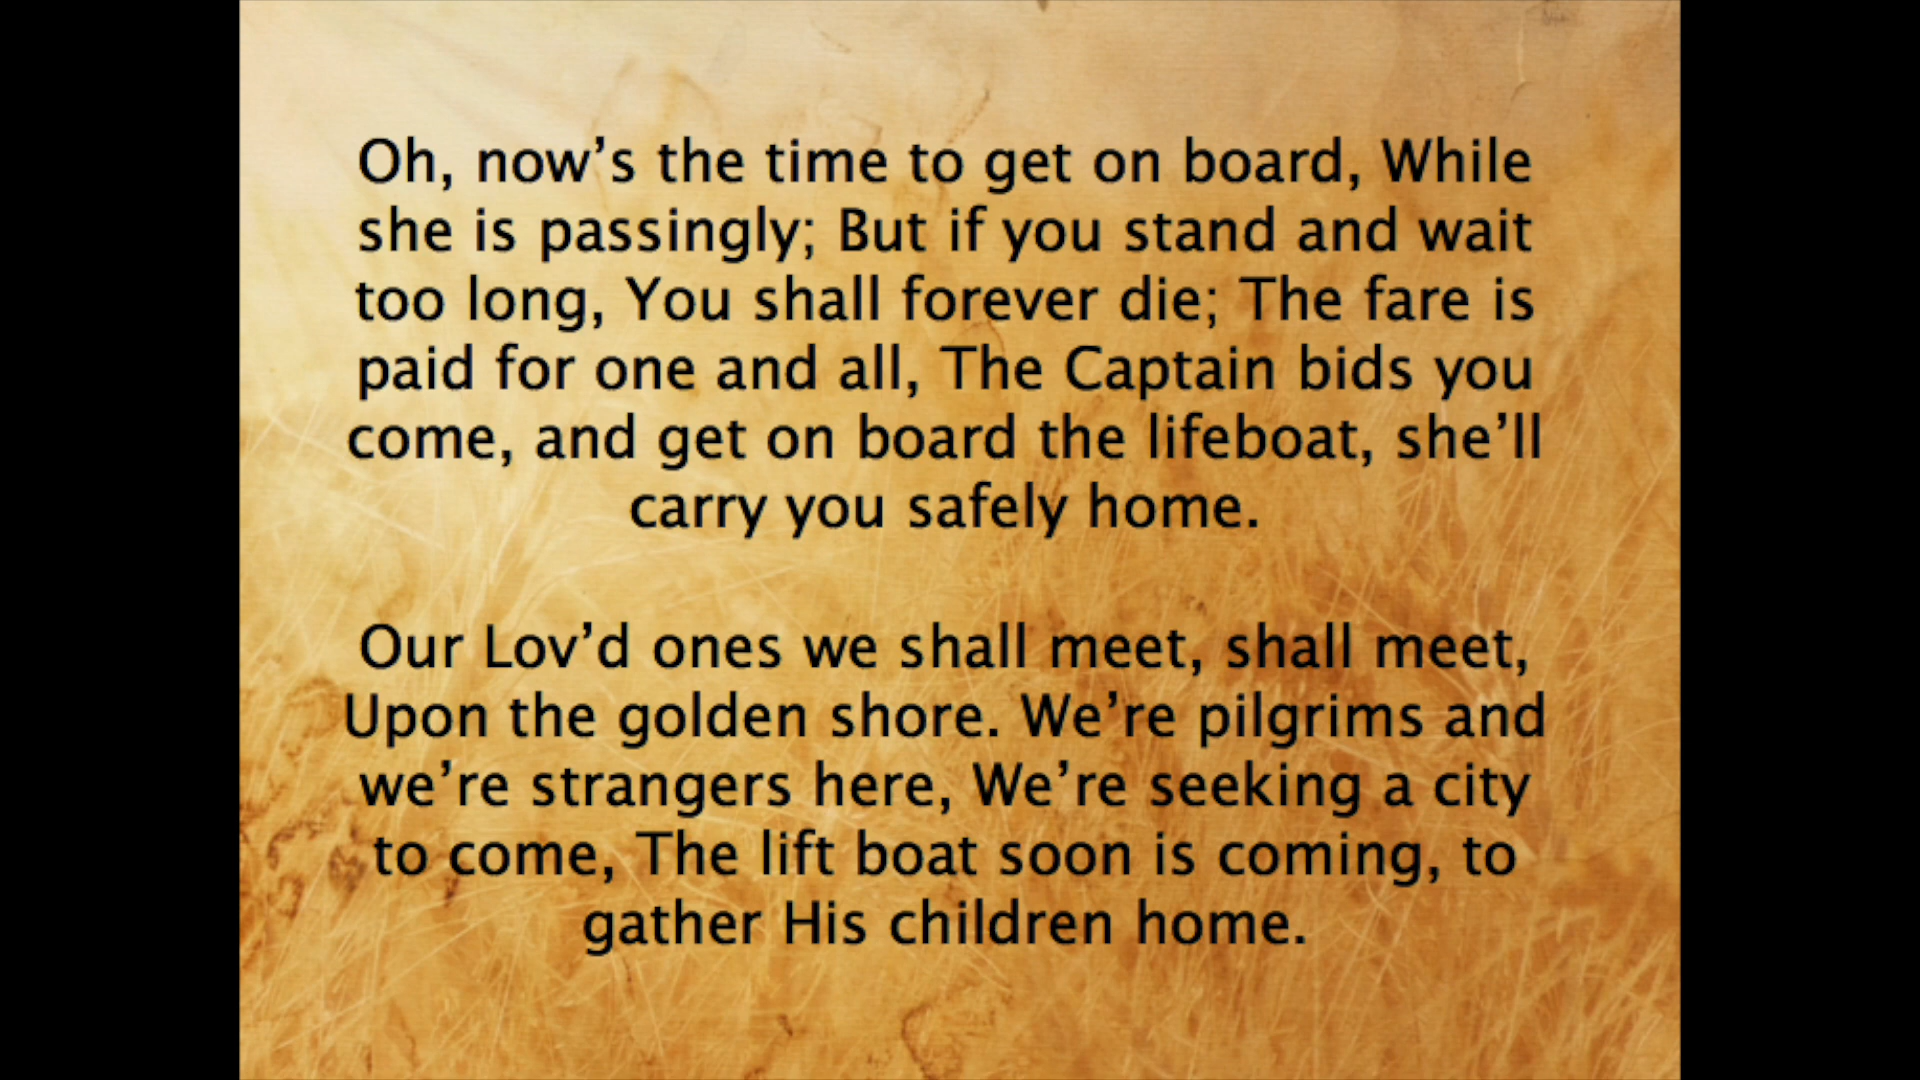 Oh, now’s the time to get on board, While
she is passingly; But if you stand and wait
too long, You shall forever die; The fare is
paid for one and all, The Captain bids you
come, and get on board the lifeboat, she’ll
carry you safely home.
Our Lov’d ones we shall meet, shall meet,
Upon the golden shore. We’re pilgrims and
we’re strangers here, We’re seeking a city
to come, The lift boat soon is coming, to
gather His children home.